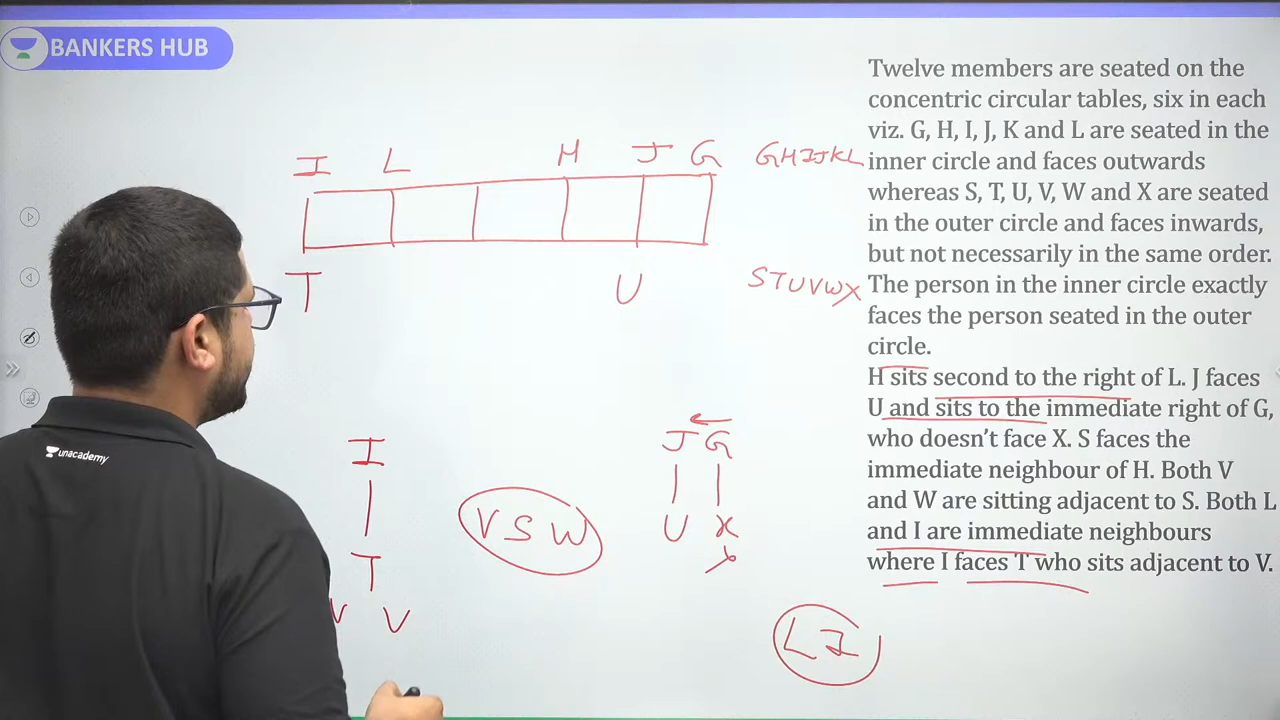 BANKERS HUB
Twelve members are seated on the
concentric circular tables, six in each
viz. G, H, I, J, K and L are seated in the
inner circle and faces outwards
whereas S, T, U, V, W and X are seated
in the outer circle and faces inwards,
but not necessarily in the same order.
The person in the inner circle exactly
faces the person seated in the outer
circle.
H sits second to the right of L. J faces
U and sits to the immediate right of G,
who doesn't face X. S faces the
immediate neighbour of H. Both V
and W are sitting adjacent to S. Both L
and I are immediate neighbours
where I faces T who sits adjacent to V.
I L H J G GHIJKL
T U STUVWX
I J G
V S W U X
T
V V
L I
unacademy